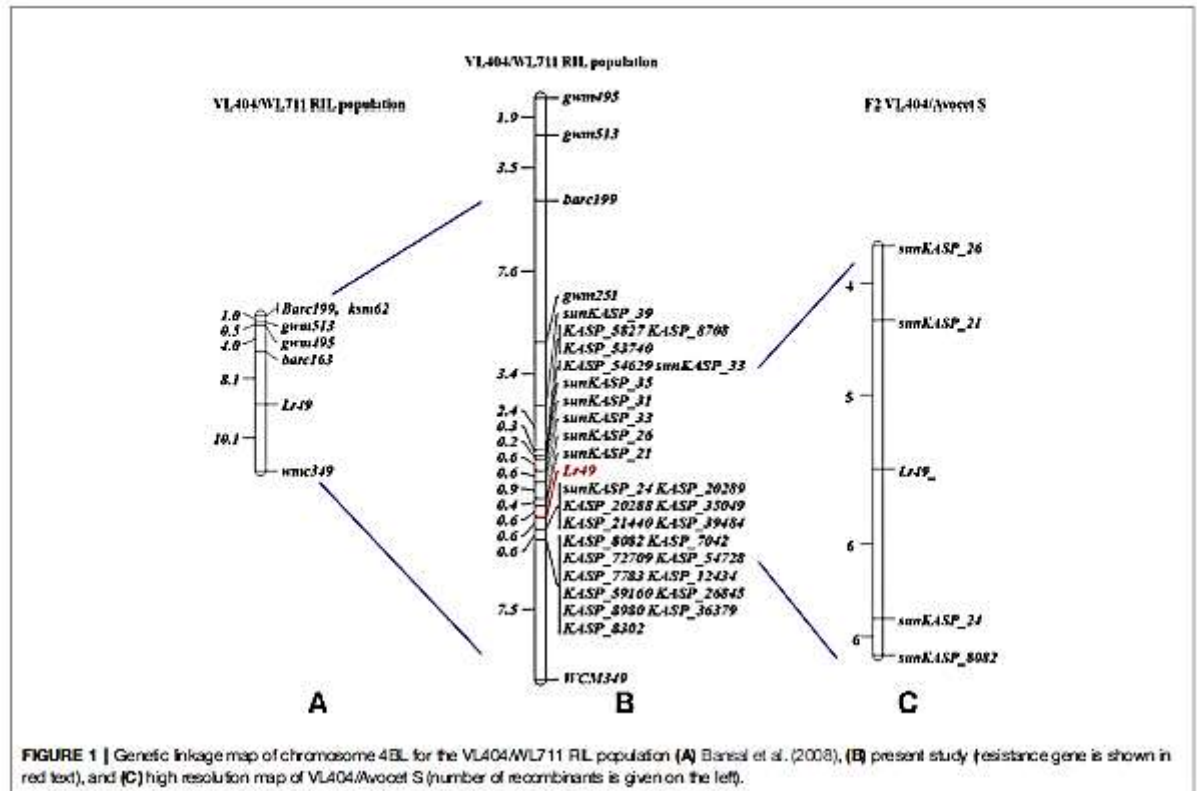 VL404/WL711 RIL population
1.0
0.5
4.0
8.1
10.1
Barc199, ksm62
gwm513
gwm495
barc163
Lr49
wmc349
A
VL404/WL711 RIL population
1.9
3.5
7.6
3.4
2.4
0.3
0.2
0.6
0.6
0.9
0.4
0.6
0.6
0.6
7.5
gwm495
gwm513
barc199
gwm251
sunKASP_39
KASP_5827 KASP_8708
KASP_53740
KASP_54629 sunKASP_33
sunKASP_35
sunKASP_31
sunKASP_33
sunKASP_26
sunKASP_21
Lr49
sunKASP_24 KASP_20289
KASP_20288 KASP_35049
KASP_21440 KASP_39484
KASP_8082 KASP_7042
KASP_72709 KASP_54728
KASP_7783 KASP_12434
KASP_59160 KASP_26845
KASP_8980 KASP_36379
KASP_8302
WCM349
B
F2 VL404/Avocet S
4
5
6
6
sunKASP_26
sunKASP_21
Lr49_
sunKASP_24
sunKASP_8082
C
FIGURE 1 | Genetic linkage map of chromosome 4BL for the VL404/WL711 RIL population (A) Bansal et al. (2008), (B) present study (resistance gene is shown in
red text), and (C) high resolution map of VL404/Avocet S (number of recombinants is given on the left).